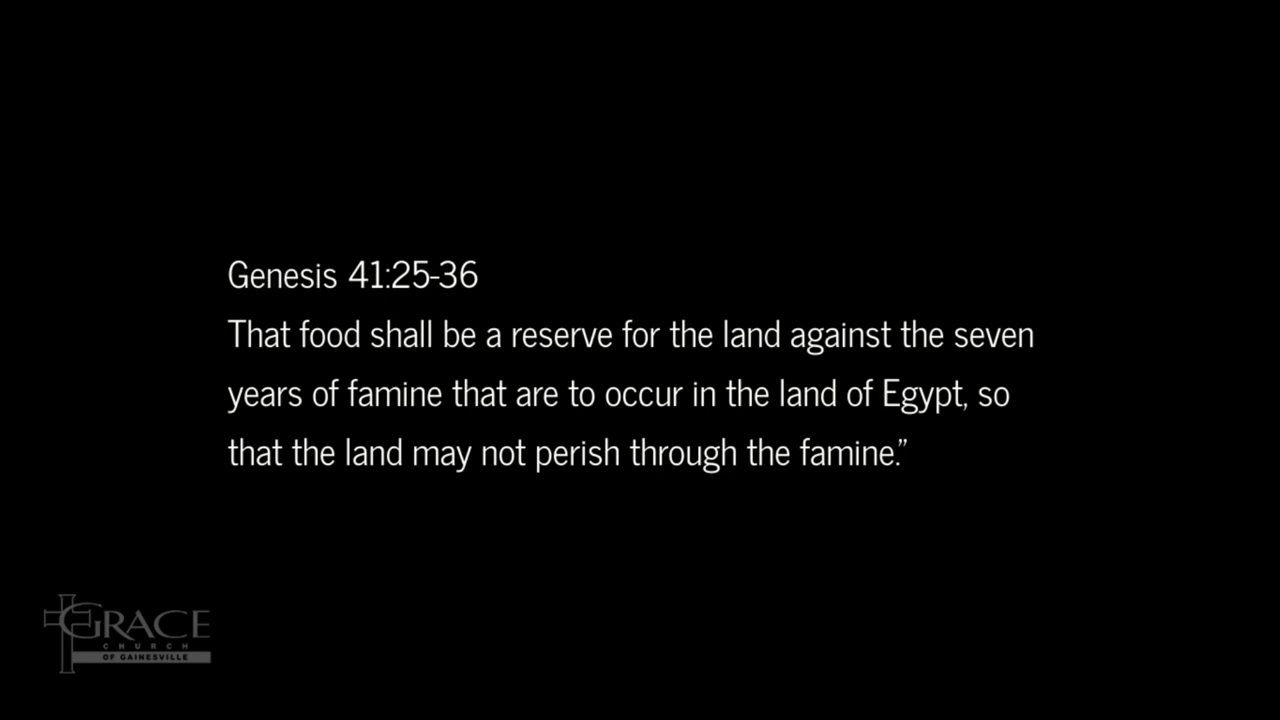 Genesis 41:25-36
That food shall be a reserve for the land against the seven
years of famine that are to occur in the land of Egypt, so
that the land may not perish through the famine.”
GRACE
CHURCH
OF GAINESVILLE